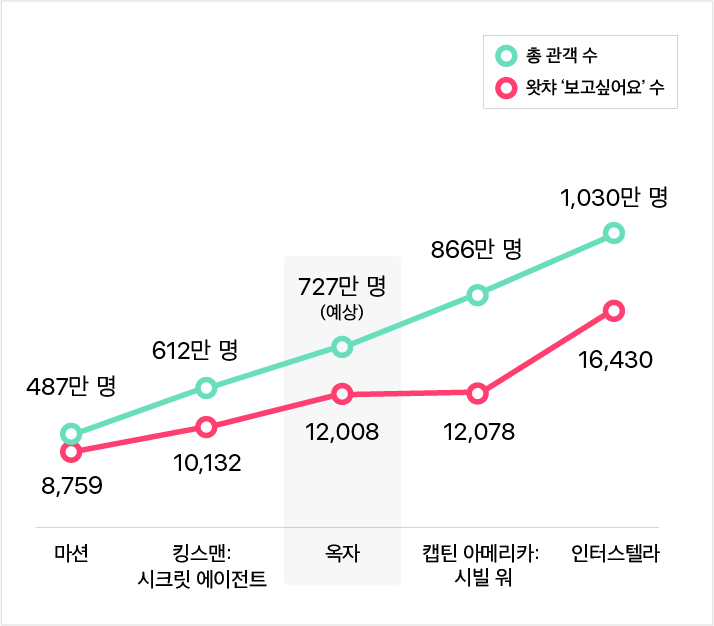 총 관객 수
왓챠 ‘보고싶어요’ 수
1,030만 명
866만 명
727만 명
(예상)
612만 명
487만 명
16,430
12,008
12,078
10,132
8,759
마션
킹스맨:
시크릿 에이전트
옥자
캡틴 아메리카:
시빌 워
인터스텔라